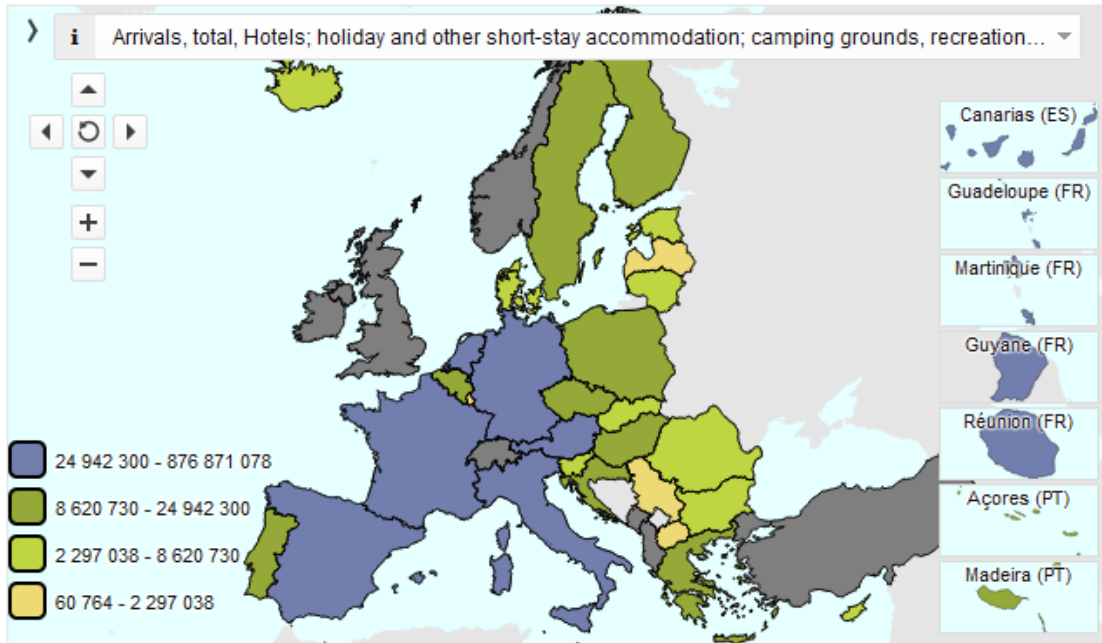 i Arrivals, total, Hotels; holiday and other short-stay accommodation; camping grounds, recreation...
Canarias (ES)
Guadeloupe (FR)
Martinique (FR)
Guyane (FR)
Réunion (FR)
Açores (PT)
Madeira (PT)
24 942 300 - 876 871 078
8 620 730 - 24 942 300
2 297 038 - 8 620 730
60 764 - 2 297 038